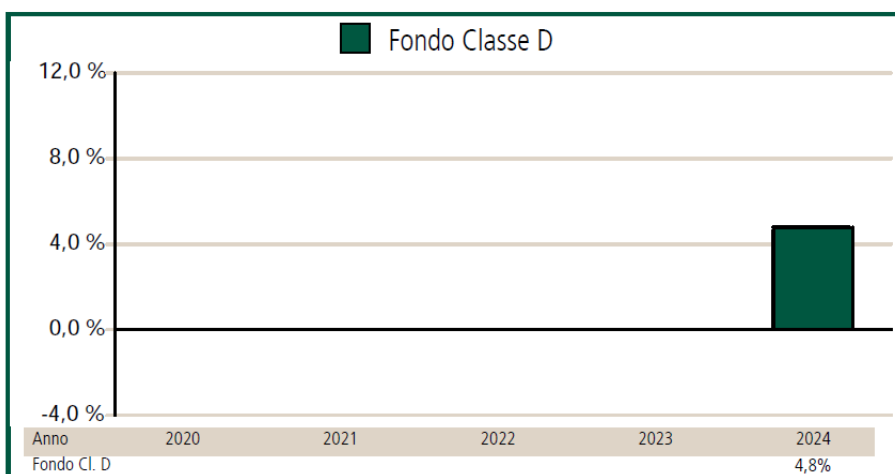 Fondo Classe D
12,0 %
8,0 %
4,0 %
0,0 %
-4,0 %
Anno 2020 2021 2022 2023 2024
Fondo Cl. D 4,8%